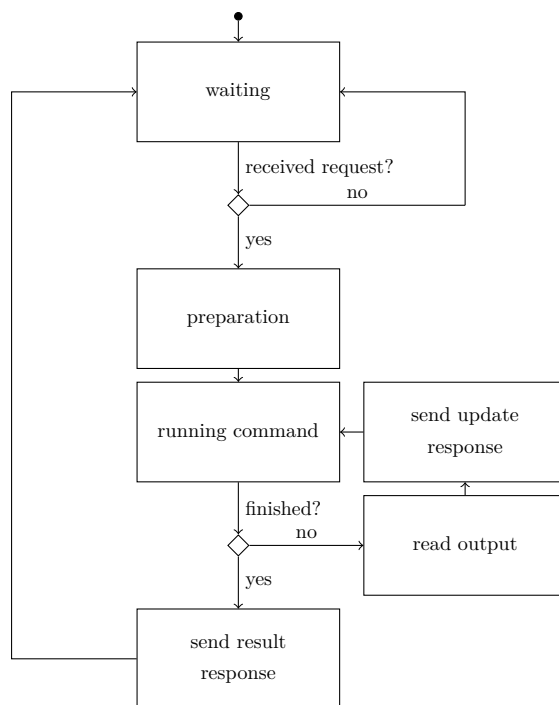 waiting
received request?
no
yes
preparation
running command
send update
response
finished?
no
read output
yes
send result
response